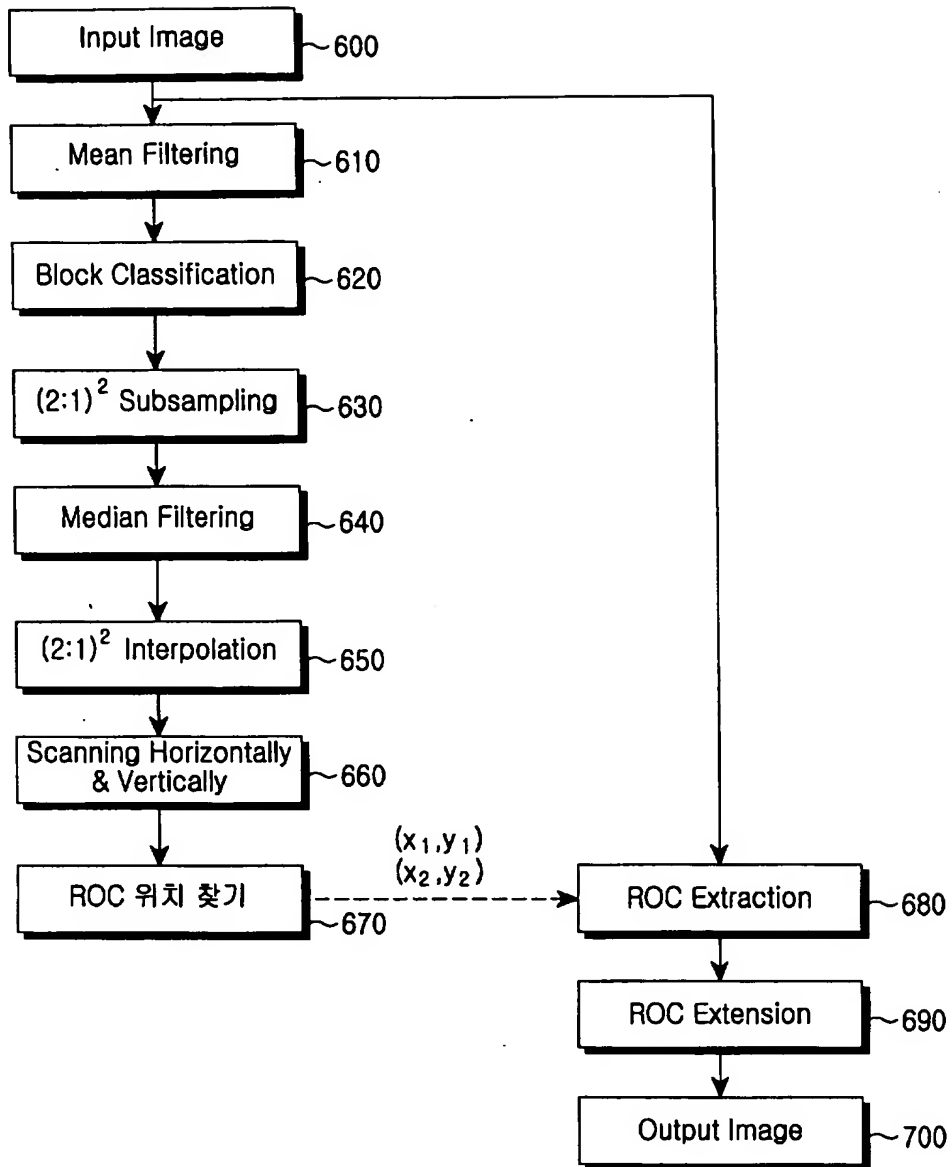 Input Image
~600
Mean Filtering
~610
Block Classification
~620
(2:1)² Subsampling
~630
Median Filtering
~640
(2:1)² Interpolation
~650
Scanning Horizontally
& Vertically
~660
ROC 위치 찾기
~670
(x₁,y₁)
(x₂,y₂)
ROC Extraction
~680
ROC Extension
~690
Output Image
~700